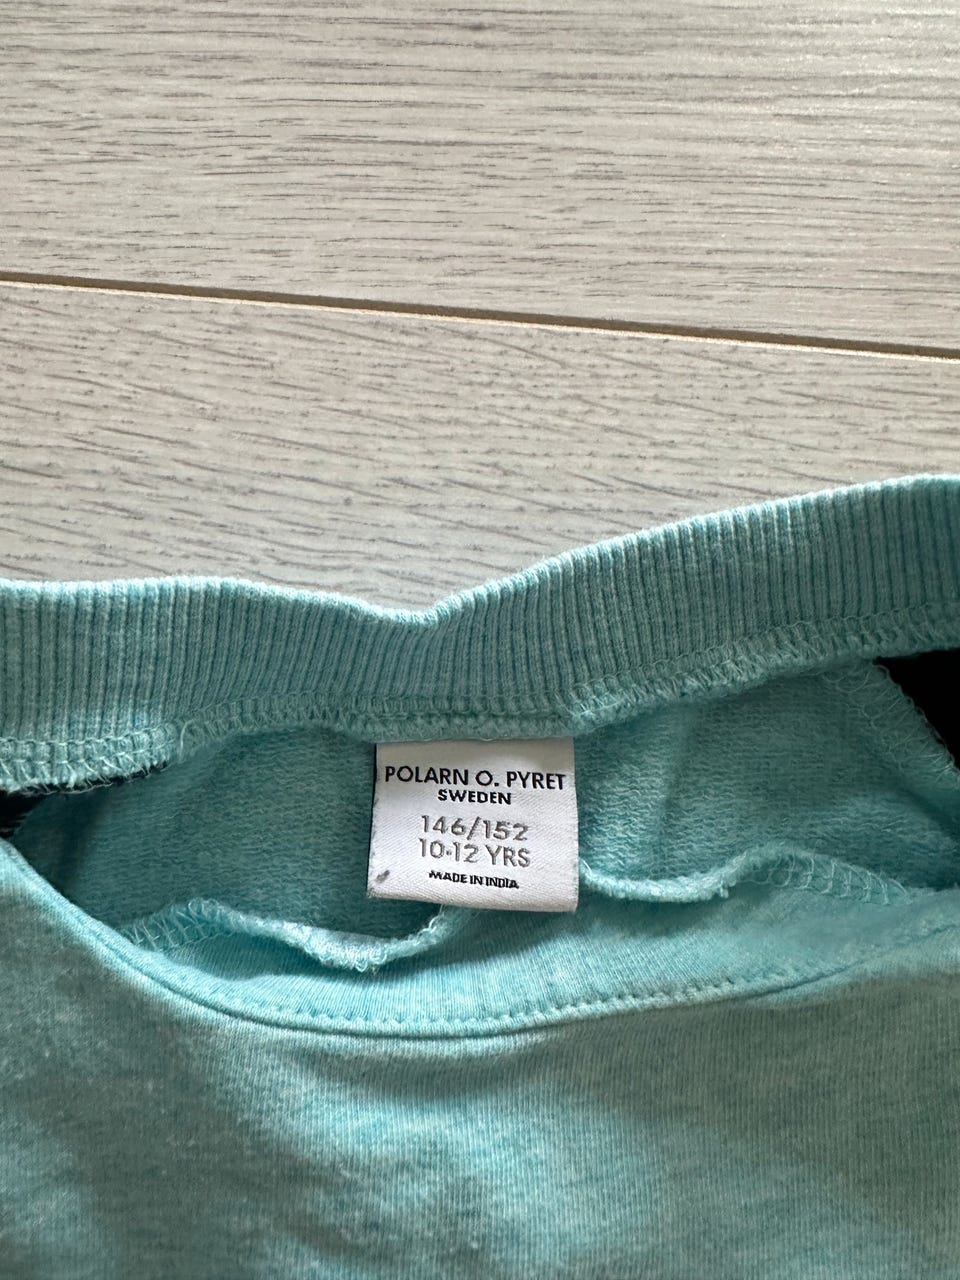 POLARN O. PYRET
SWEDEN
146/152
10-12 YRS
MADE IN INDIA